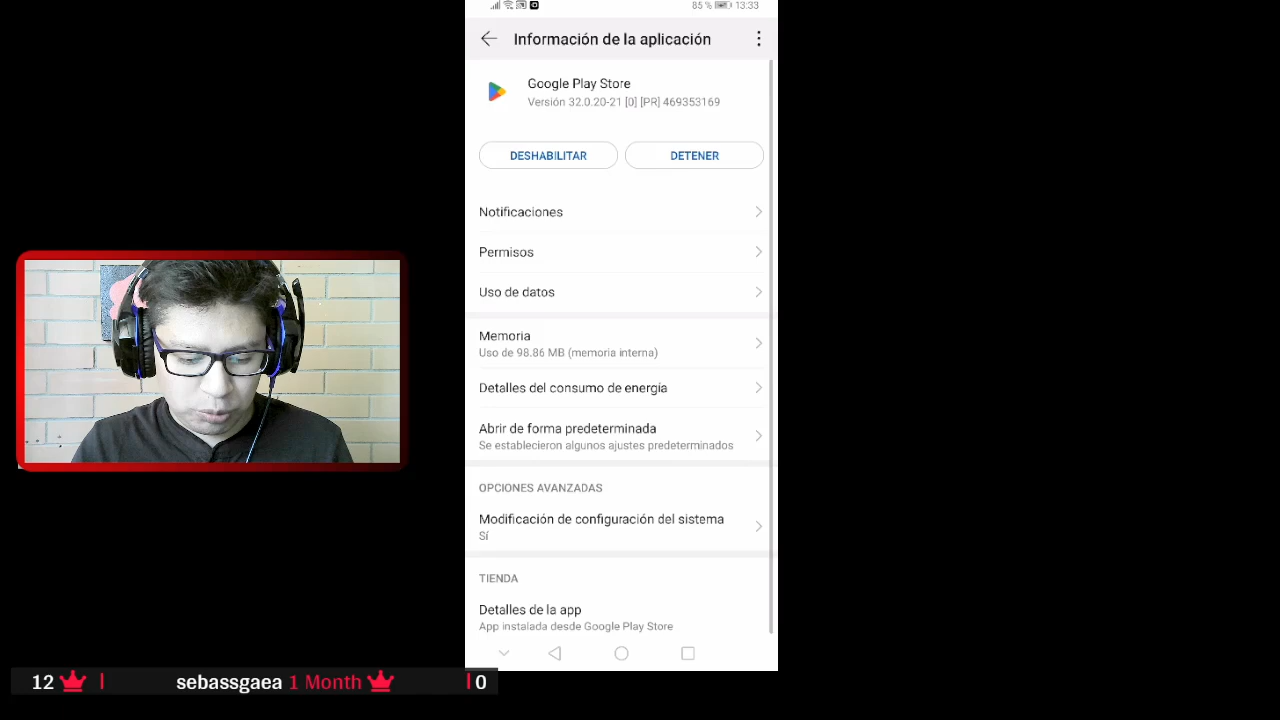 85 % 13:33
Información de la aplicación
Google Play Store
Versión 32.0.20-21 [0] [PR] 469353169
DESHABILITAR DETENER
Notificaciones
Permisos
Uso de datos
Memoria
Uso de 98.86 MB (memoria interna)
Detalles del consumo de energía
Abrir de forma predeterminada
Se establecieron algunos ajustes predeterminados
OPCIONES AVANZADAS
Modificación de configuración del sistema
Sí
TIENDA
Detalles de la app
App instalada desde Google Play Store
12 sebassgaea 1 Month 0